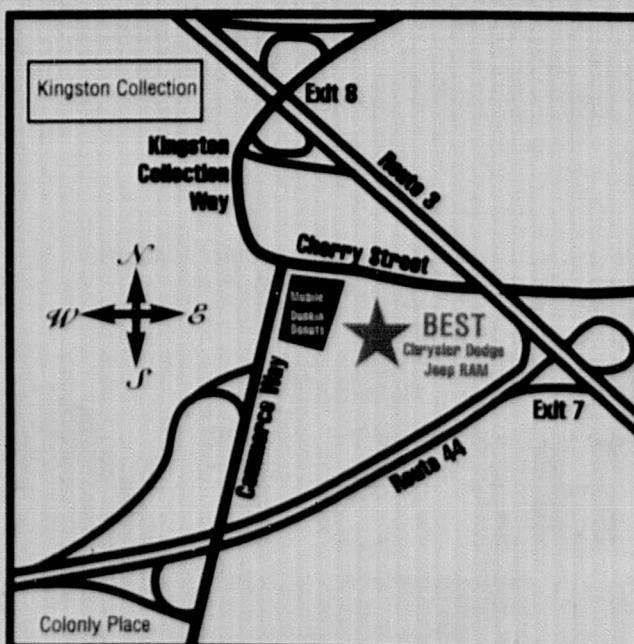 Kingston Collection
Exit 8
Kingston
Collection
Way
Route 3
Cherry Street
N
W
E
S
Mobile
Dunkin
Donuts
BEST
Chrysler Dodge
Jeep RAM
Commerce Way
Exit 7
Route 44
Colonly Place